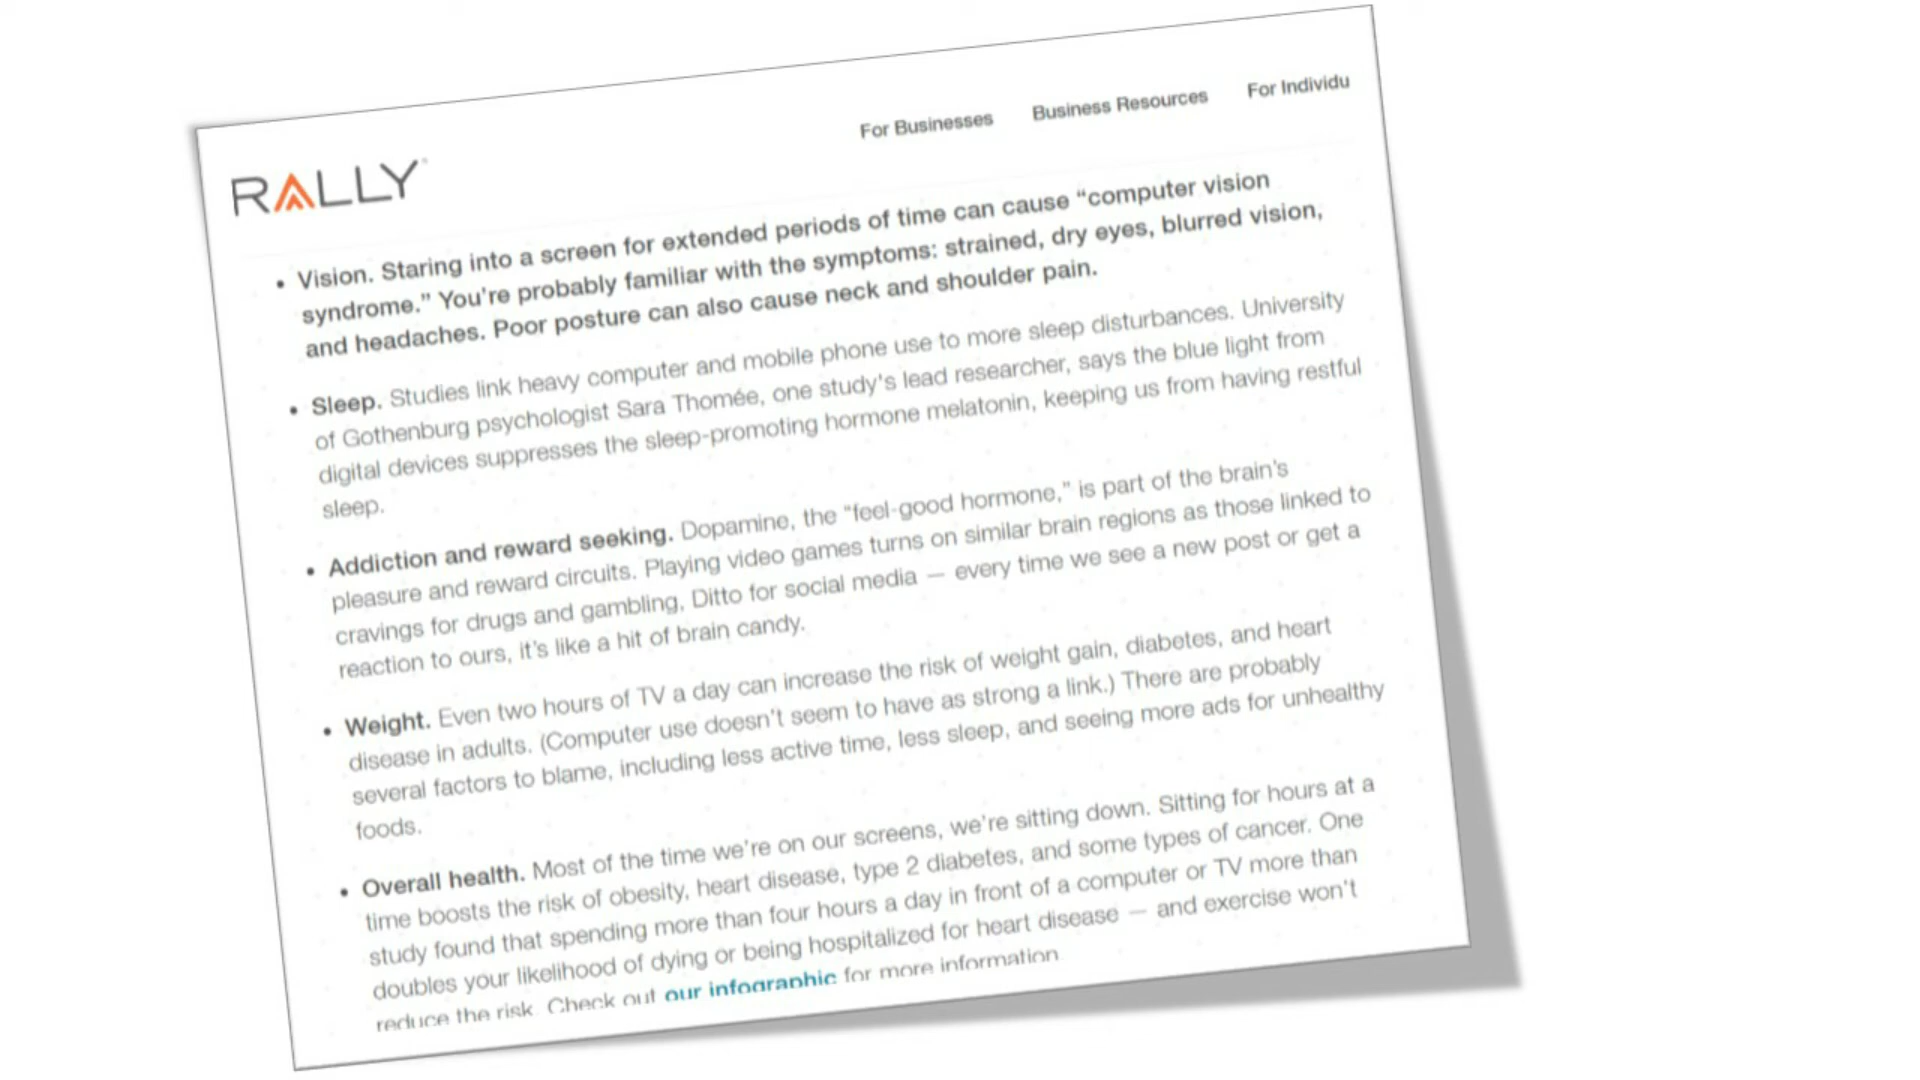 For Businesses Business Resources For Individu
RALLY
• Vision. Staring into a screen for extended periods of time can cause “computer vision
syndrome.” You’re probably familiar with the symptoms: strained, dry eyes, blurred vision,
and headaches. Poor posture can also cause neck and shoulder pain.
• Sleep. Studies link heavy computer and mobile phone use to more sleep disturbances. University
of Gothenburg psychologist Sara Thomée, one study’s lead researcher, says the blue light from
digital devices suppresses the sleep-promoting hormone melatonin, keeping us from having restful
sleep.
• Addiction and reward seeking. Dopamine, the “feel-good hormone,” is part of the brain’s
pleasure and reward circuits. Playing video games turns on similar brain regions as those linked to
cravings for drugs and gambling. Ditto for social media — every time we see a new post or get a
reaction to ours, it’s like a hit of brain candy.
• Weight. Even two hours of TV a day can increase the risk of weight gain, diabetes, and heart
disease in adults. (Computer use doesn’t seem to have as strong a link.) There are probably
several factors to blame, including less active time, less sleep, and seeing more ads for unhealthy
foods.
• Overall health. Most of the time we’re on our screens, we’re sitting down. Sitting for hours at a
time boosts the risk of obesity, heart disease, type 2 diabetes, and some types of cancer. One
study found that spending more than four hours a day in front of a computer or TV more than
doubles your likelihood of dying or being hospitalized for heart disease — and exercise won’t
reduce the risk. Check out our infographic for more information